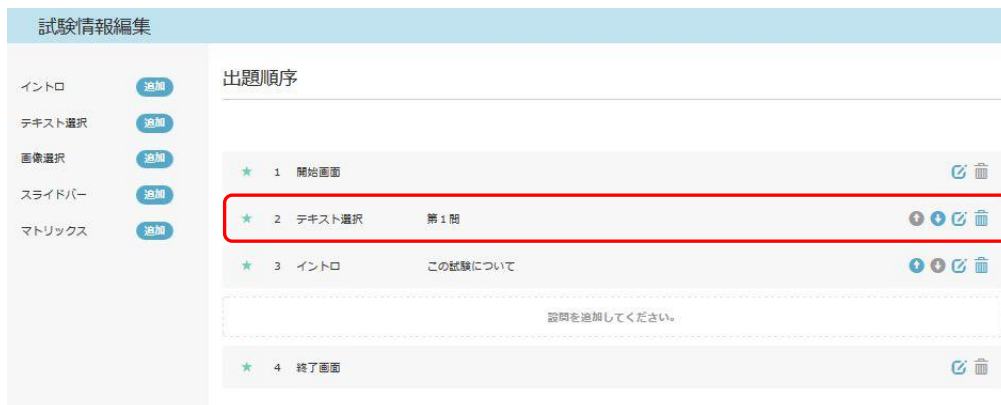 試験情報編集
イントロ 追加
テキスト選択 追加
画像選択 追加
スライドバー 追加
マトリックス 追加
出題順序
★ 1 開始画面
★ 2 テキスト選択 第1問
★ 3 イントロ この試験について
設問を追加してください。
★ 4 終了画面